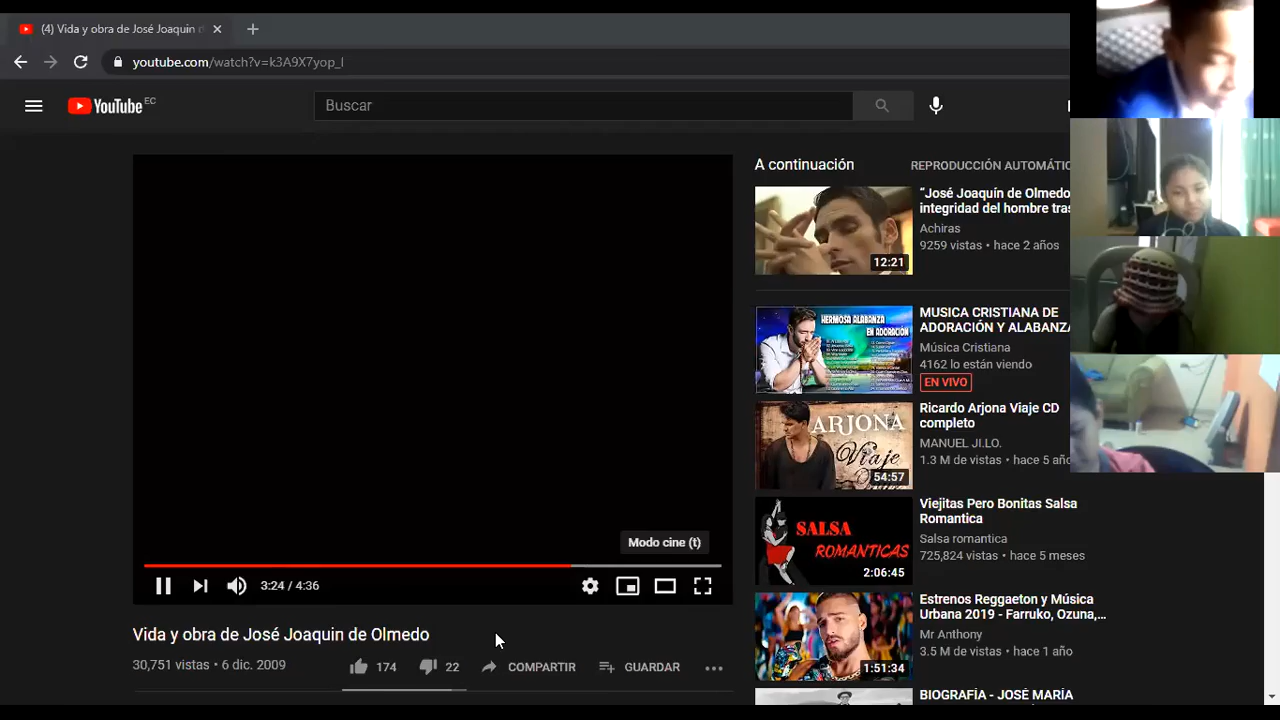 (4) Vida y obra de José Joaquin d
youtube.com/watch?v=k3A9X7yop_I
YouTube EC
Buscar
A continuación
REPRODUCCIÓN AUTOMÁTIC
"José Joaquín de Olmedo
integridad del hombre tras
Achiras
9259 vistas • hace 2 años
12:21
HERMOSA ALABANZA
EN ADORACIÓN
MUSICA CRISTIANA DE
ADORACIÓN Y ALABANZA
Música Cristiana
4162 lo están viendo
EN VIVO
ARJONA
Viaje
54:57
Ricardo Arjona Viaje CD
completo
MANUEL JI.LO.
1.3 M de vistas • hace 5 año
SALSA
ROMANTICAS
2:06:45
Viejitas Pero Bonitas Salsa
Romantica
Salsa romantica
725,824 vistas • hace 5 meses
1:51:34
Estrenos Reggaeton y Música
Urbana 2019 - Farruko, Ozuna,...
Mr Anthony
3.5 M de vistas • hace 1 año
BIOGRAFÍA - JOSÉ MARÍA
Modo cine (t)
3:24 / 4:36
Vida y obra de José Joaquin de Olmedo
30,751 vistas • 6 dic. 2009
174
22
COMPARTIR
GUARDAR